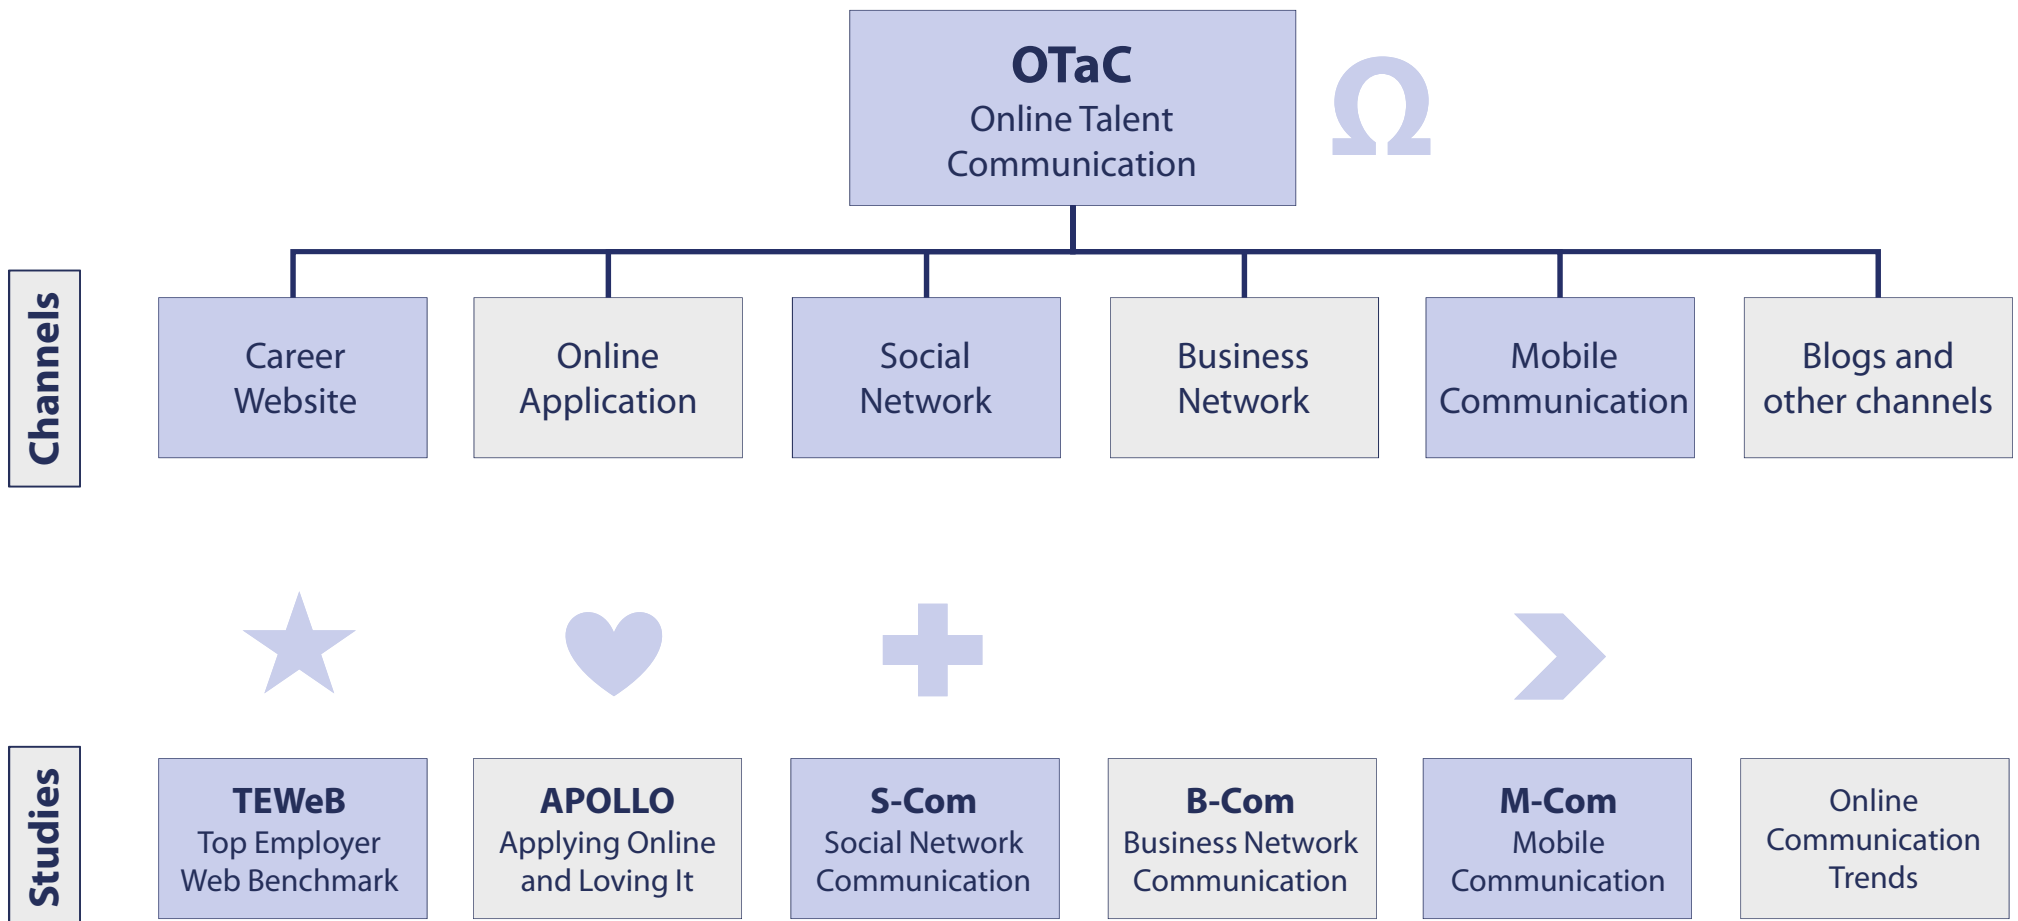 OTaC
Online Talent
Communication
Ω
Channels
Career
Website
Online
Application
Social
Network
Business
Network
Mobile
Communication
Blogs and
other channels
Studies
TEWeB
Top Employer
Web Benchmark
APOLLO
Applying Online
and Loving It
S-Com
Social Network
Communication
B-Com
Business Network
Communication
M-Com
Mobile
Communication
Online
Communication
Trends